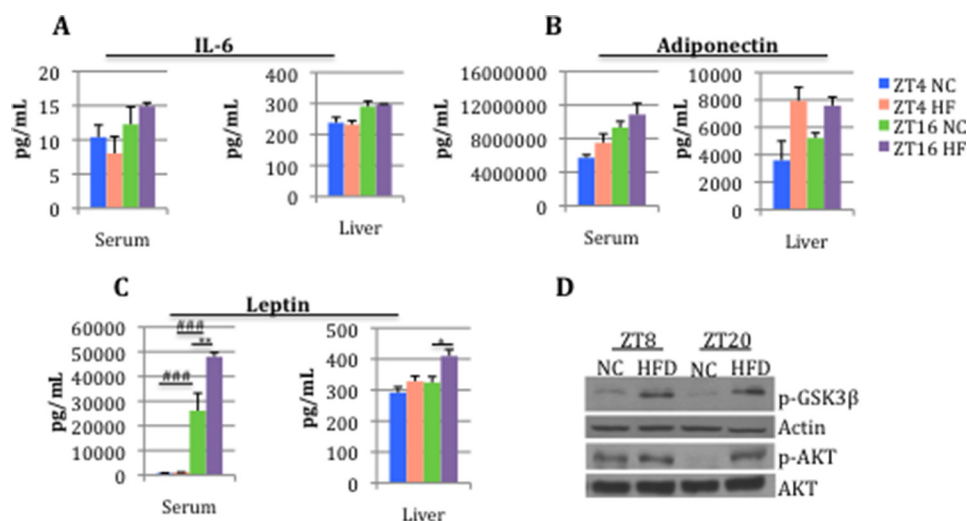 A
IL-6
20
15
10
5
0
pg/mL
Serum
400
300
200
100
0
pg/mL
Liver
B
Adiponectin
16000000
12000000
8000000
4000000
0
pg/mL
Serum
10000
8000
6000
4000
2000
0
pg/mL
Liver
ZT4 NC
ZT4 HF
ZT16 NC
ZT16 HF
C
Leptin
###
**
###
60000
50000
40000
30000
20000
10000
0
pg/mL
Serum
*
500
400
300
200
100
0
pg/mL
Liver
D
ZT8 ZT20
NC HFD NC HFD
p-GSK3β
Actin
p-AKT
AKT